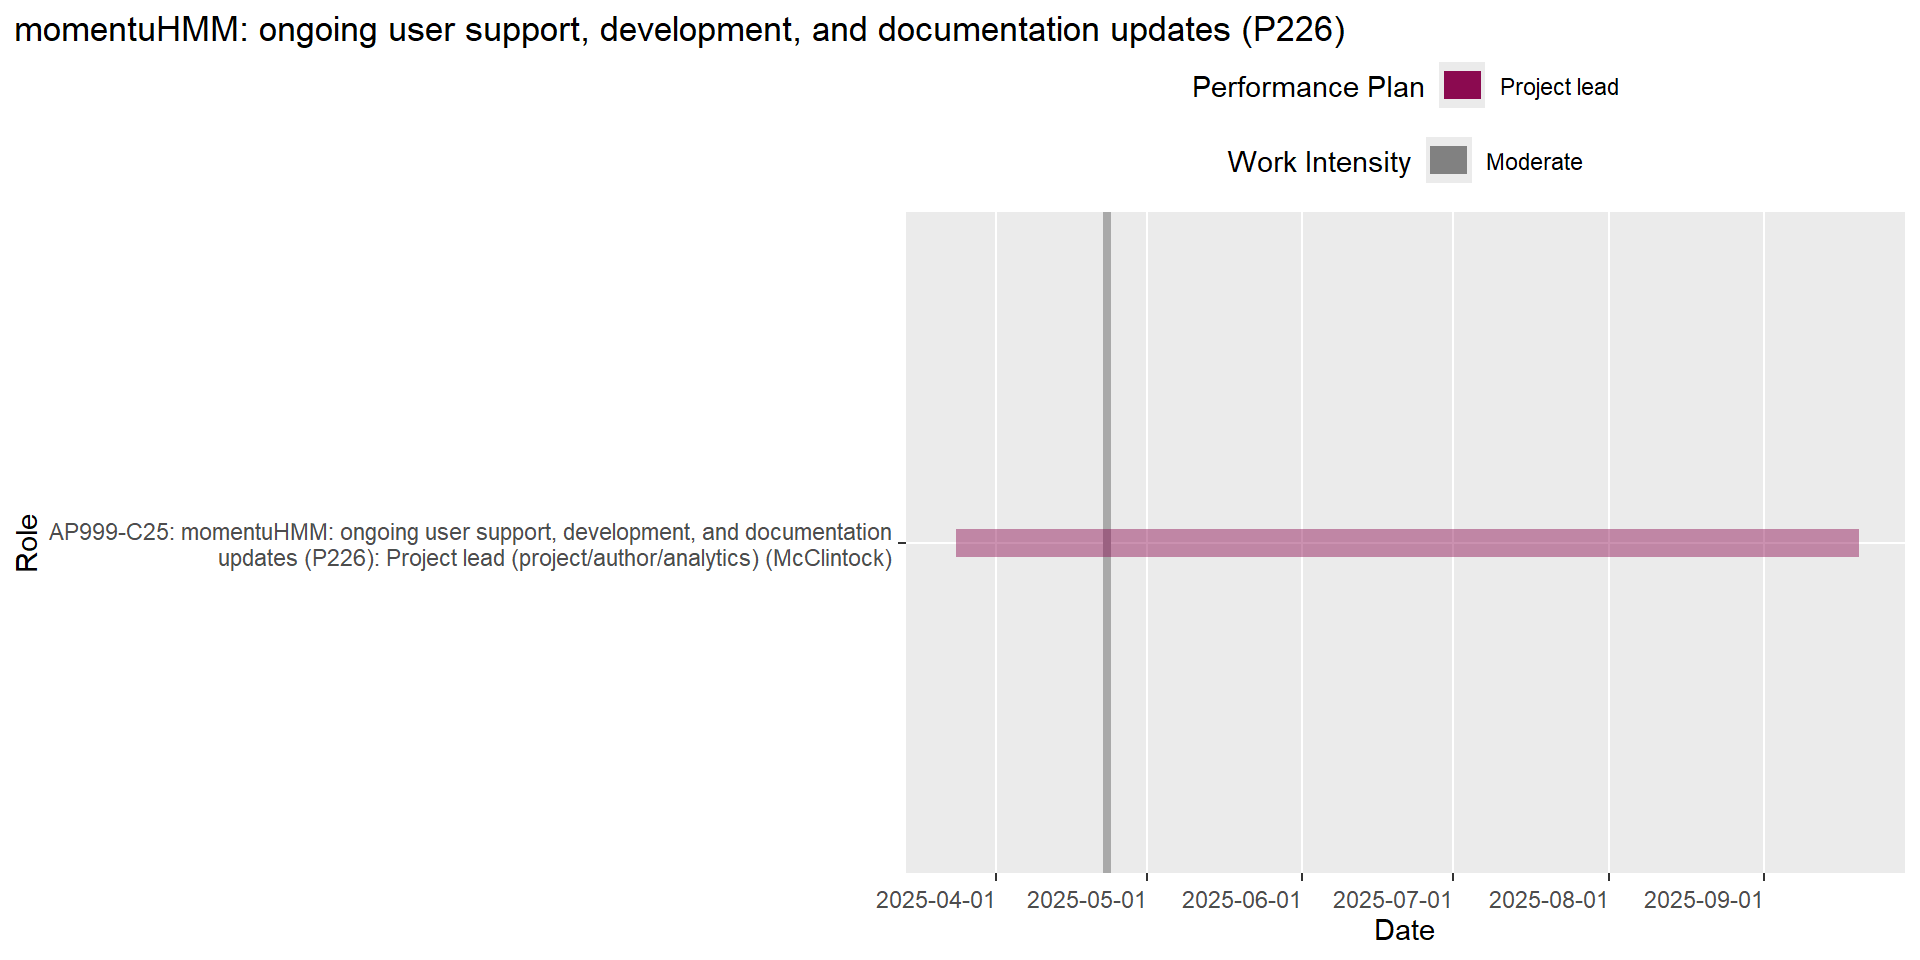 momentuHMM: ongoing user support, development, and documentation updates (P226)
Performance Plan
Project lead
Work Intensity
Moderate
Role
AP999-C25: momentuHMM: ongoing user support, development, and documentation
updates (P226): Project lead (project/author/analytics) (McClintock)
2025-04-01
2025-05-01
2025-06-01
2025-07-01
2025-08-01
2025-09-01
Date